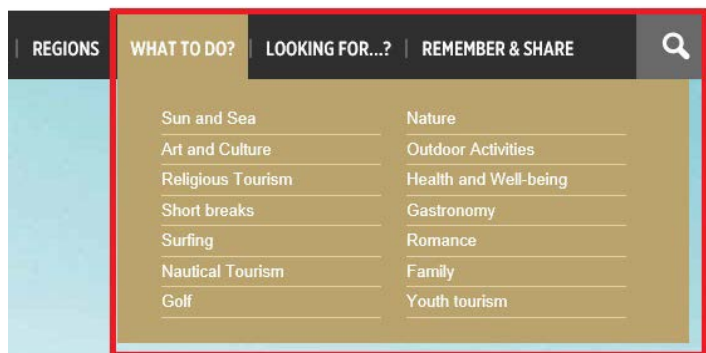 REGIONS
WHAT TO DO?
LOOKING FOR...?
REMEMBER & SHARE
Sun and Sea
Art and Culture
Religious Tourism
Short breaks
Surfing
Nautical Tourism
Golf
Nature
Outdoor Activities
Health and Well-being
Gastronomy
Romance
Family
Youth tourism